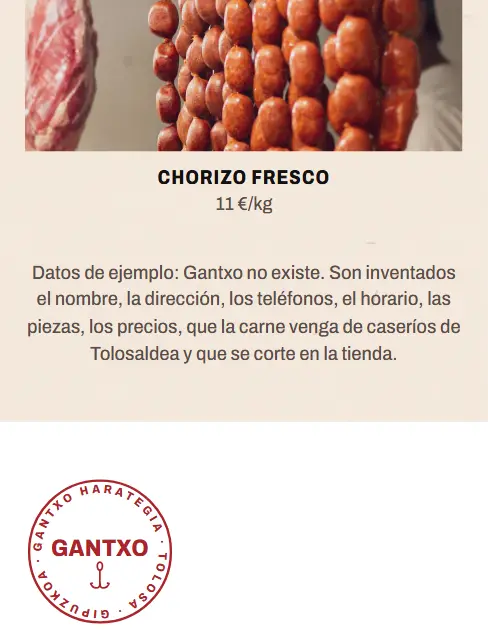 CHORIZO FRESCO
11 €/kg
Datos de ejemplo: Gantxo no existe. Son inventados
el nombre, la dirección, los teléfonos, el horario, las
piezas, los precios, que la carne venga de caseríos de
Tolosaldea y que se corte en la tienda.
GANTXO HARATEGIA · TOLOSA · GIPUZKOA ·
GANTXO